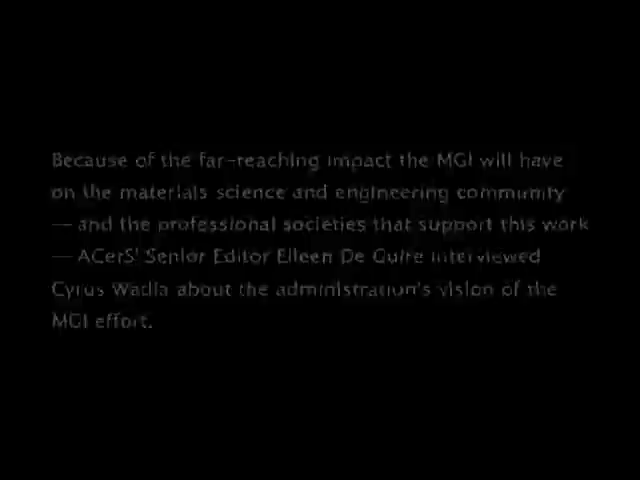 Because of the far-reaching impact the MGI will have
on the materials science and engineering community
— and the professional societies that support this work
— ACerS' Senior Editor Eileen De Guire interviewed
Cyrus Wadia about the administration's vision of the
MGI effort.